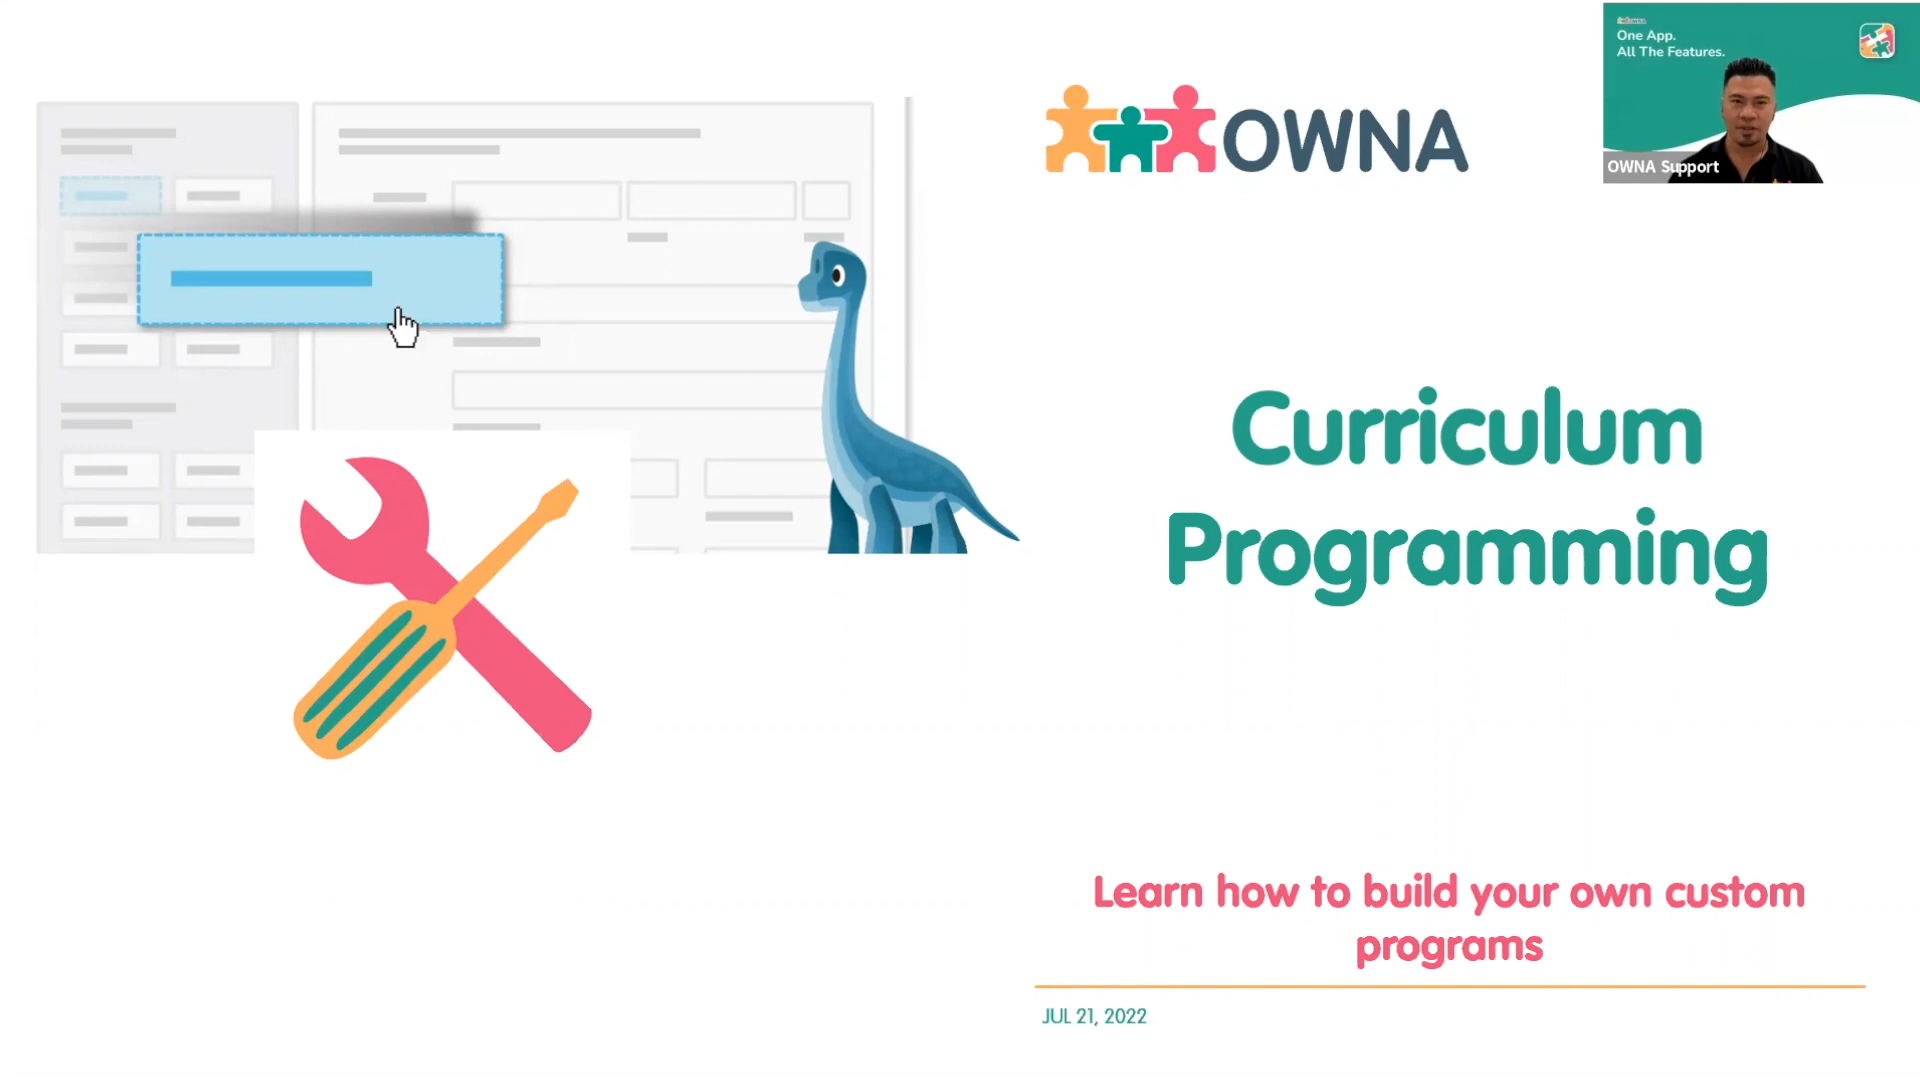 OWNA
One App.
All The Features.
OWNA Support
Curriculum
Programming
Learn how to build your own custom
programs
JUL 21, 2022